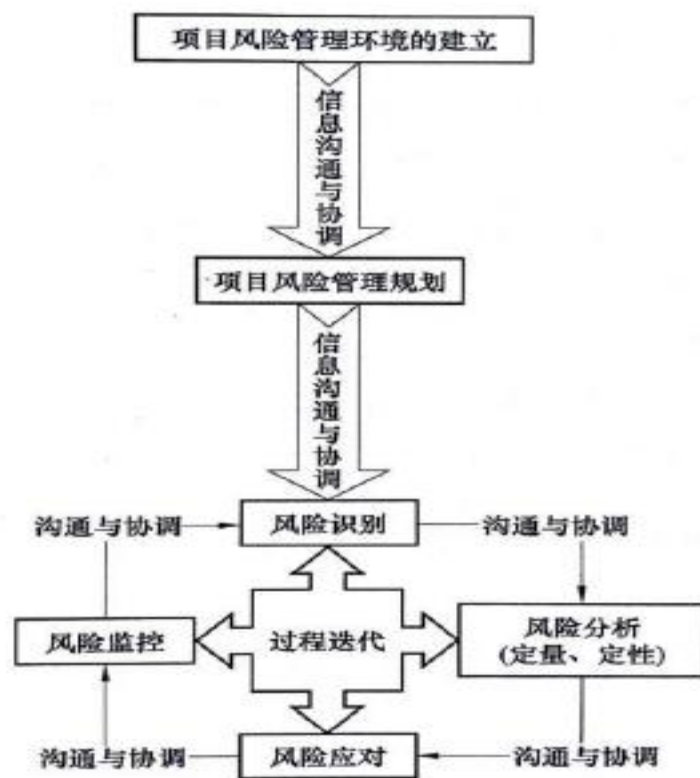 项目风险管理环境的建立
信息沟通与协调
项目风险管理规划
信息沟通与协调
沟通与协调
风险识别
沟通与协调
风险监控
过程迭代
风险分析
(定量、定性)
沟通与协调
风险应对
沟通与协调